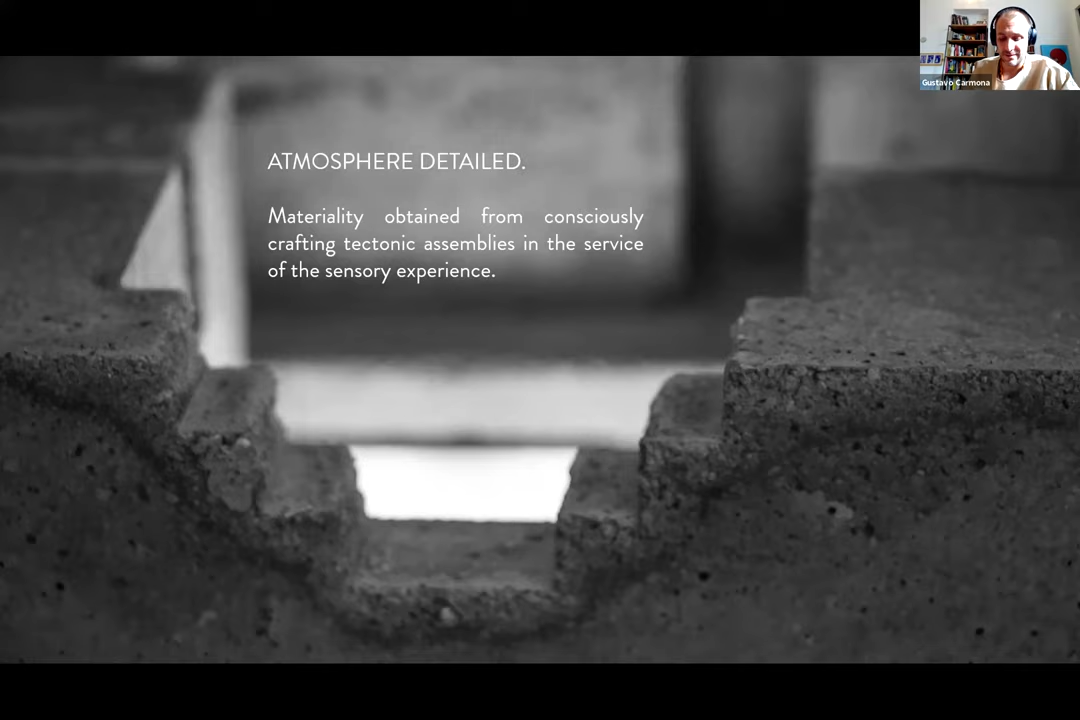 Gustavo Carmona
ATMOSPHERE DETAILED.
Materiality obtained from consciously
crafting tectonic assemblies in the service
of the sensory experience.